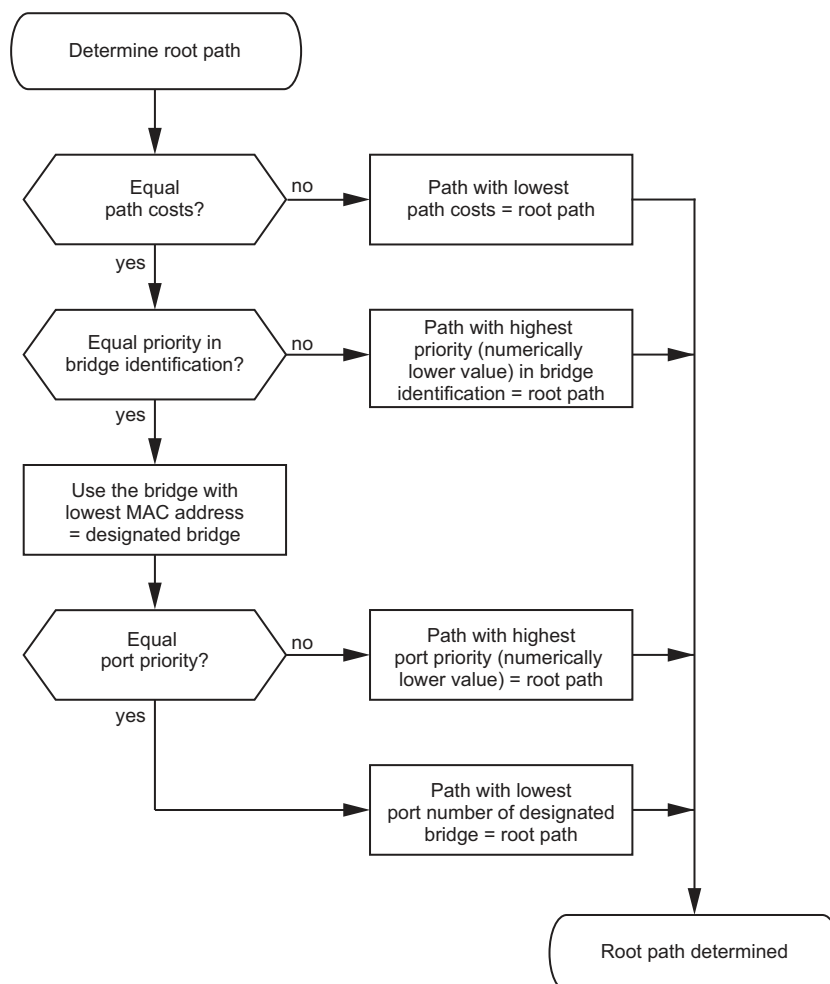 Determine root path
Equal
path costs?
no
Path with lowest
path costs = root path
yes
Equal priority in
bridge identification?
no
Path with highest
priority (numerically
lower value) in bridge
identification = root path
yes
Use the bridge with
lowest MAC address
= designated bridge
Equal
port priority?
no
Path with highest
port priority (numerically
lower value) = root path
yes
Path with lowest
port number of designated
bridge = root path
Root path determined